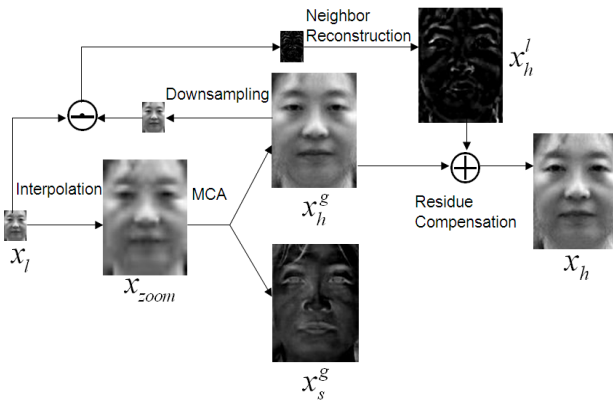 Neighbor
Reconstruction
x_h^l
Downsampling
Interpolation
MCA
x_l
x_zoom
x_h^g
Residue
Compensation
x_h
x_s^g